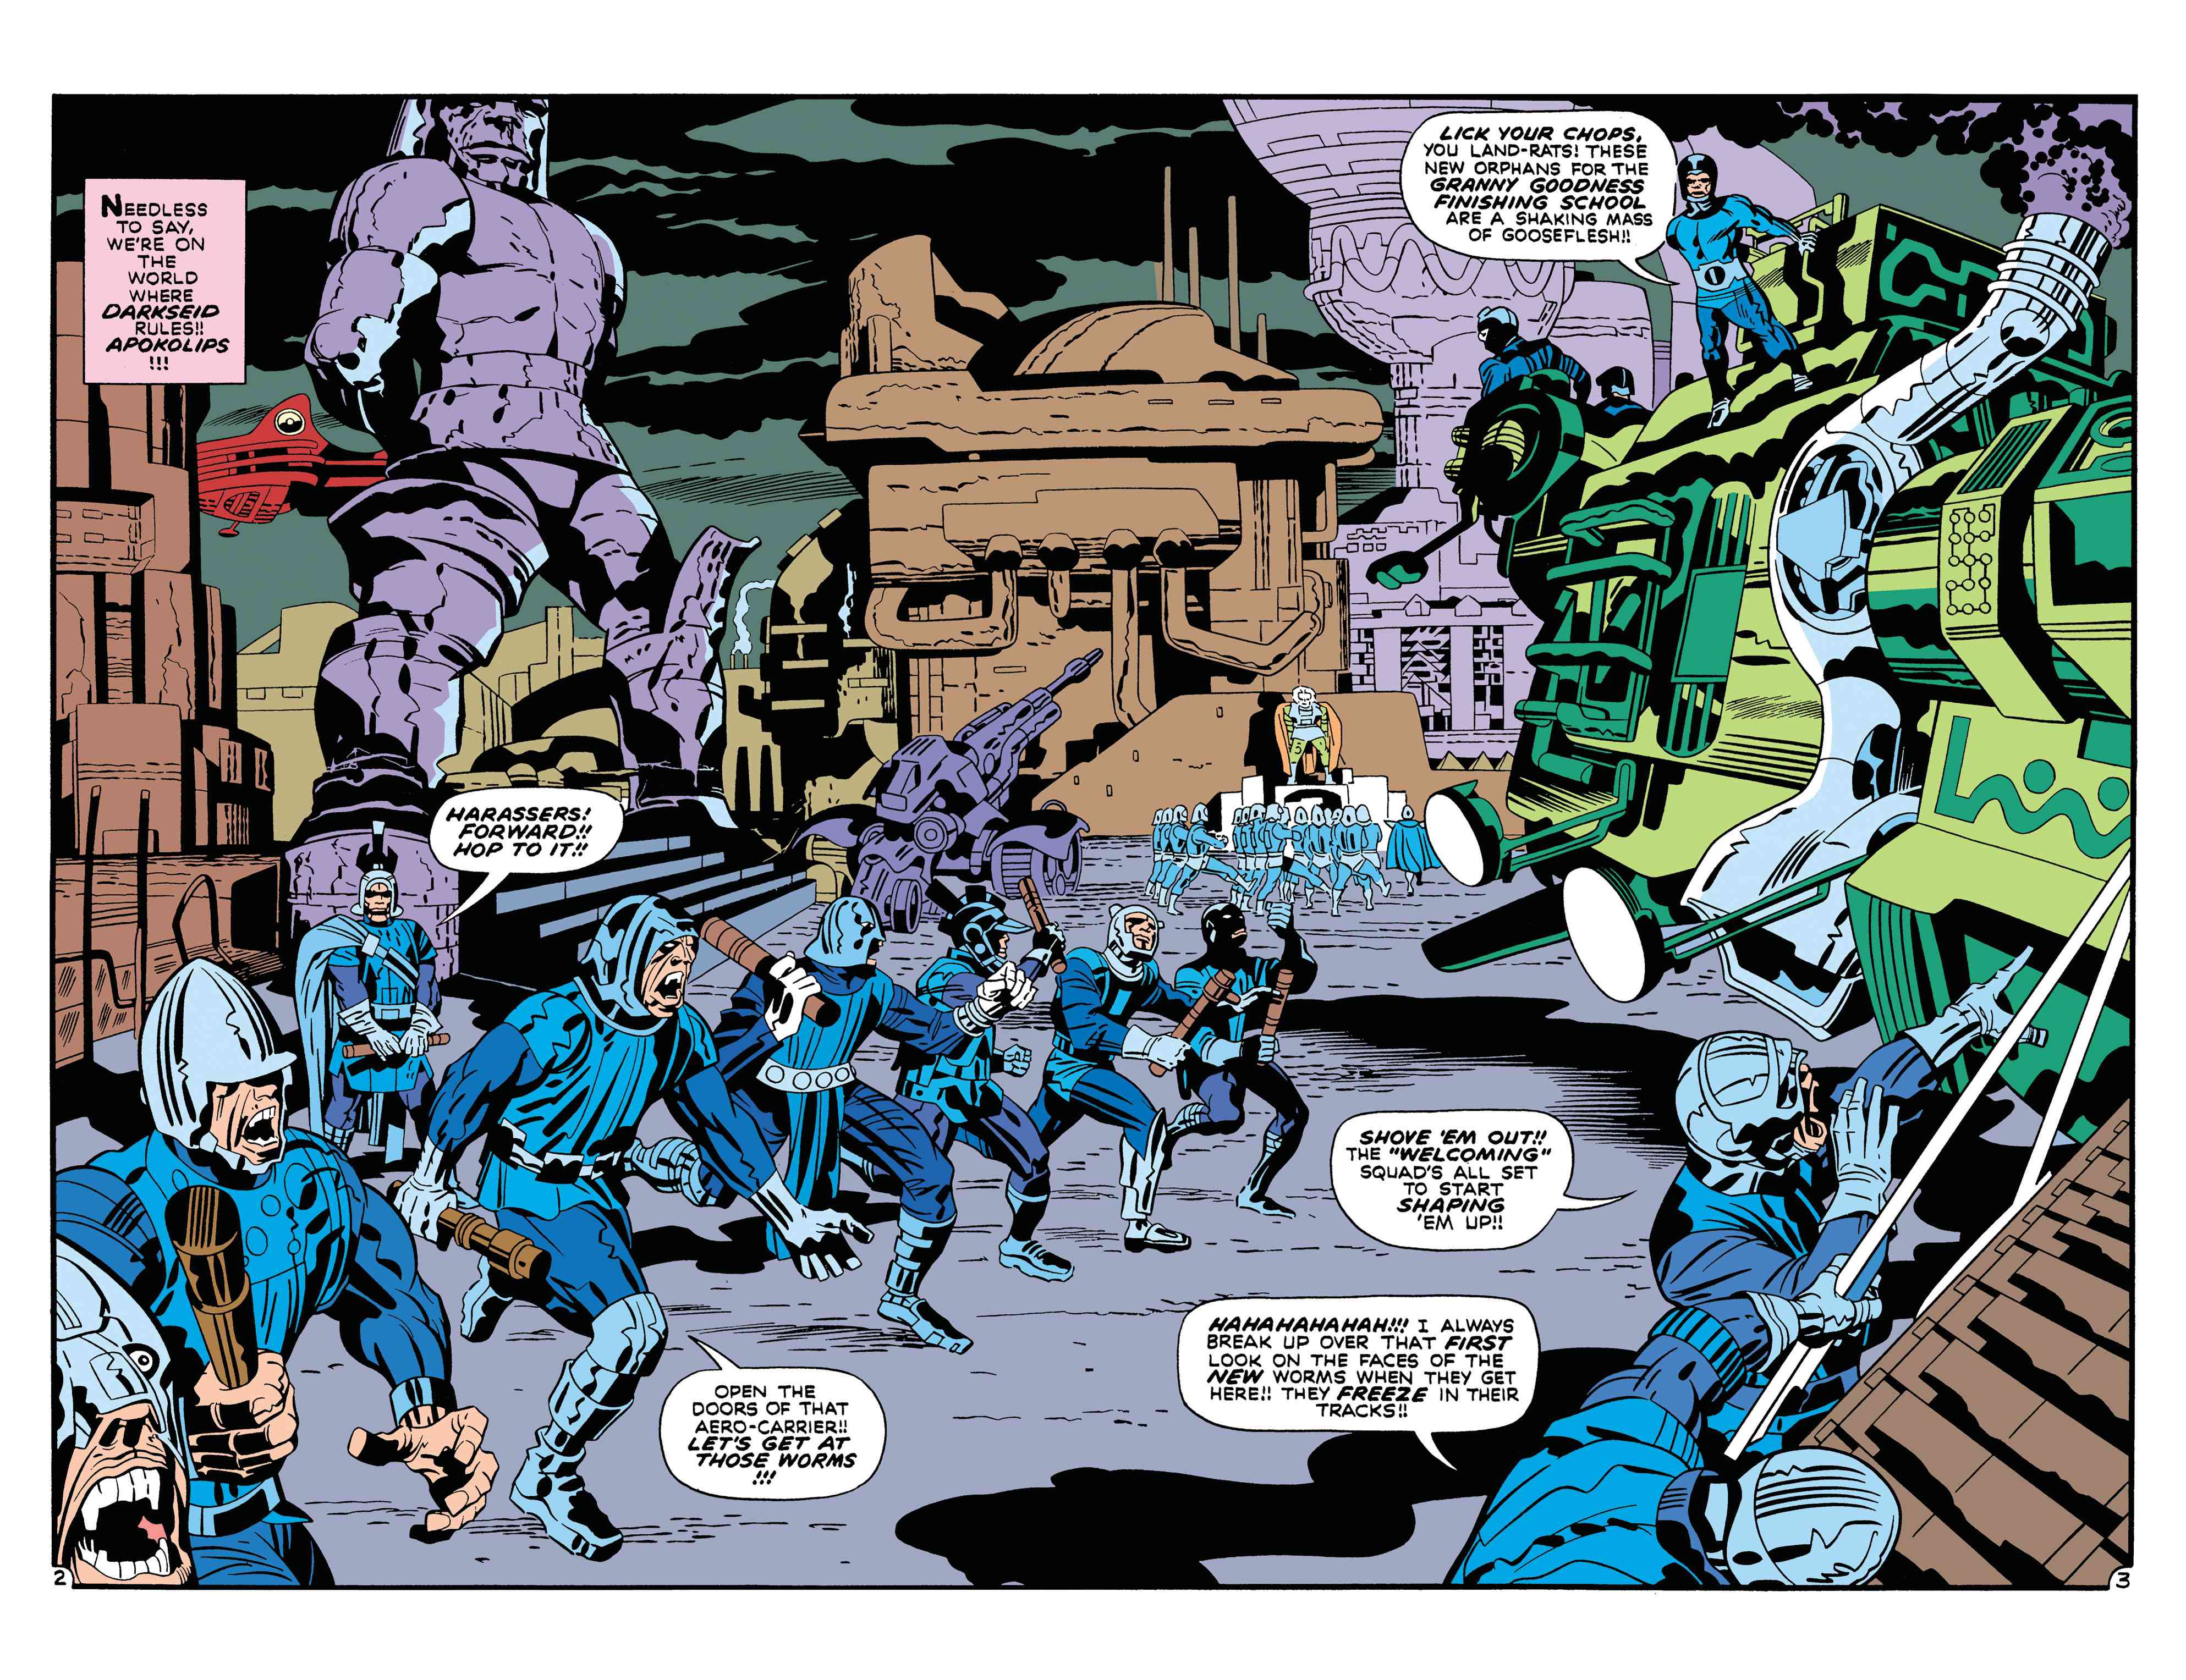 NEEDLESS
TO SAY,
WE'RE ON
THE
WORLD
WHERE
DARKSEID
RULES!!
APOKOLIPS
!!!
LICK YOUR CHOPS,
YOU LAND-RATS! THESE
NEW ORPHANS FOR THE
GRANNY GOODNESS
FINISHING SCHOOL
ARE A SHAKING MASS
OF GOOSEFLESH!!
HARASSERS!
FORWARD!!
HOP TO IT!!
OPEN THE
DOORS OF THAT
AERO-CARRIER!!
LET'S GET AT
THOSE WORMS
!!!
SHOVE 'EM OUT!!
THE "WELCOMING"
SQUAD'S ALL SET
TO START
SHAPING
'EM UP!!
HAHAHAHAHAH!!! I ALWAYS
BREAK UP OVER THAT FIRST
LOOK ON THE FACES OF THE
NEW WORMS WHEN THEY GET
HERE!! THEY FREEZE IN THEIR
TRACKS!!
2
3